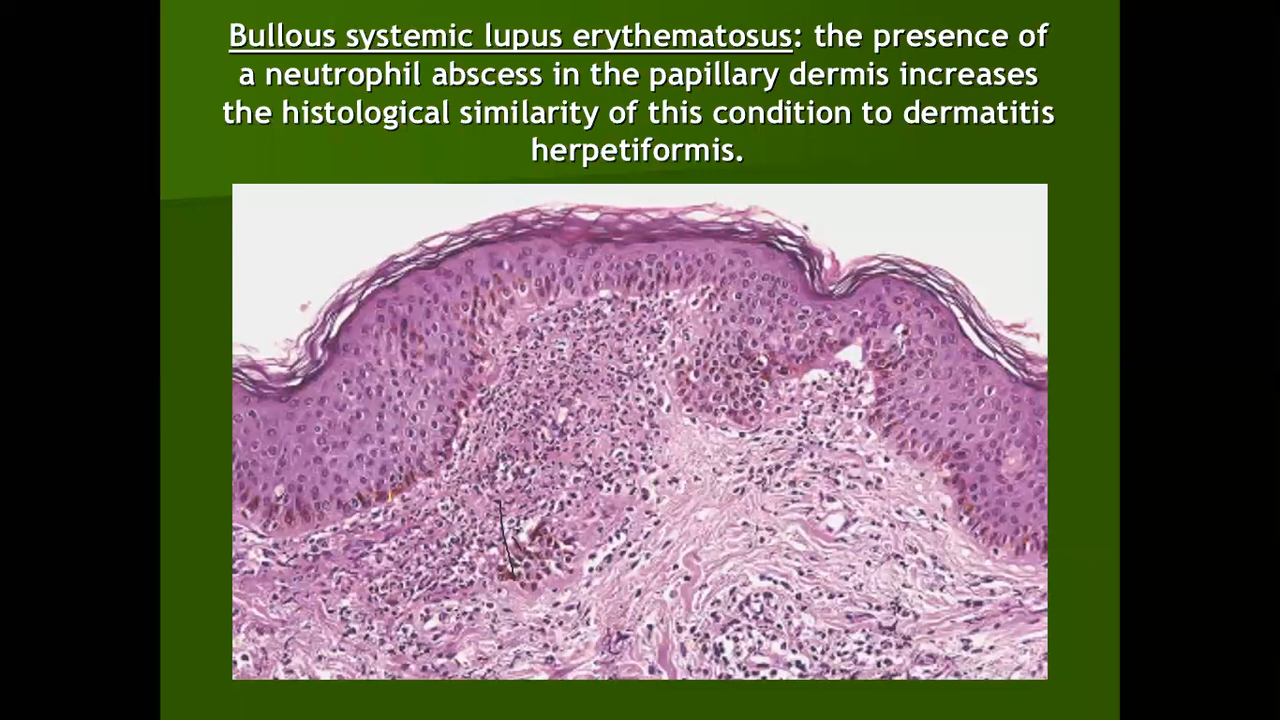 Bullous systemic lupus erythematosus: the presence of
a neutrophil abscess in the papillary dermis increases
the histological similarity of this condition to dermatitis
herpetiformis.